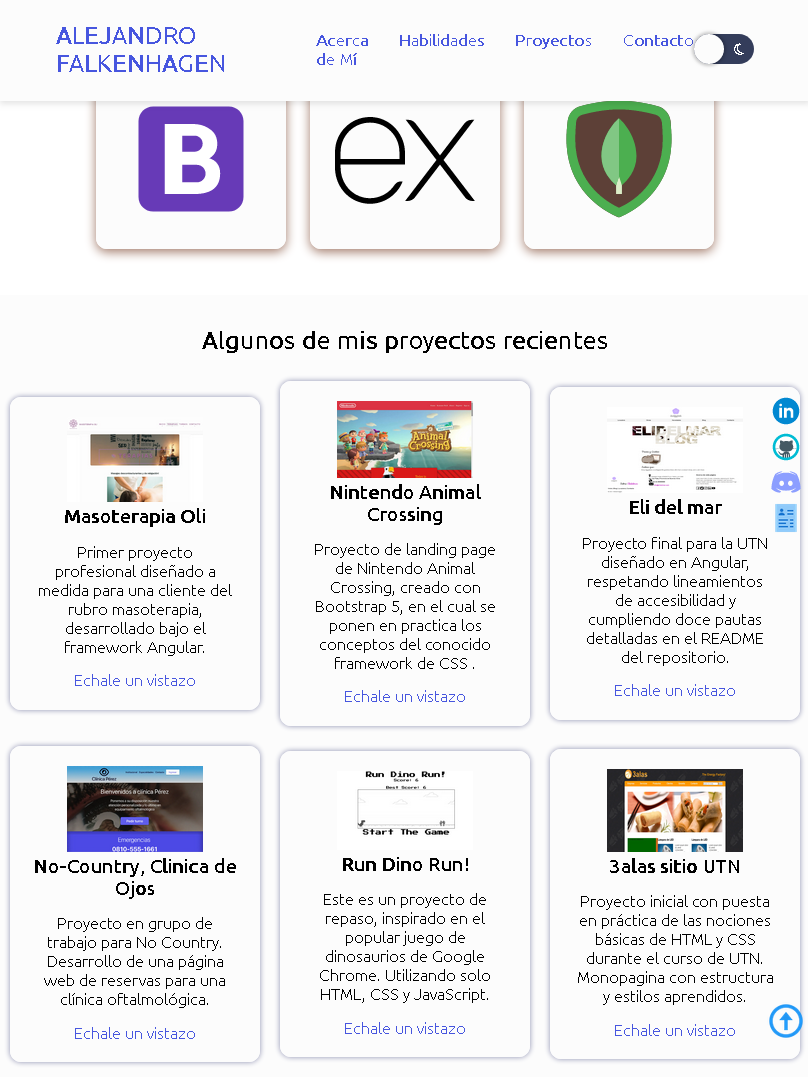 ALEJANDRO
FALKENHAGEN
Acerca
de Mí
Habilidades
Proyectos
Contacto
B
ex
Algunos de mis proyectos recientes
Masoterapia Oli
Primer proyecto
profesional diseñado a
medida para una cliente del
rubro masoterapia,
desarrollado bajo el
framework Angular.
Echale un vistazo
Nintendo
Animal
Crossing
Nintendo Animal
Crossing
Proyecto de landing page
de Nintendo Animal
Crossing, creado con
Bootstrap 5, en el cual se
ponen en practica los
conceptos del conocido
framework de CSS .
Echale un vistazo
ELIDELMAR
BLOG
Eli del mar
Proyecto final para la UTN
diseñado en Angular,
respetando lineamientos
de accesibilidad y
cumpliendo doce pautas
detalladas en el README
del repositorio.
Echale un vistazo
in
Clínica Pérez
Bienvenidos a clínica Pérez
Emergencias
0810-555-1661
No-Country, Clinica de
Ojos
Proyecto en grupo de
trabajo para No Country.
Desarrollo de una página
web de reservas para una
clínica oftalmológica.
Echale un vistazo
Run Dino Run!
Score: 6
Best Score: 6
Start The Game
Run Dino Run!
Este es un proyecto de
repaso, inspirado en el
popular juego de
dinosaurios de Google
Chrome. Utilizando solo
HTML, CSS y JavaScript.
Echale un vistazo
3alas
3alas sitio UTN
Proyecto inicial con puesta
en práctica de las nociones
básicas de HTML y CSS
durante el curso de UTN.
Monopagina con estructura
y estilos aprendidos.
Echale un vistazo